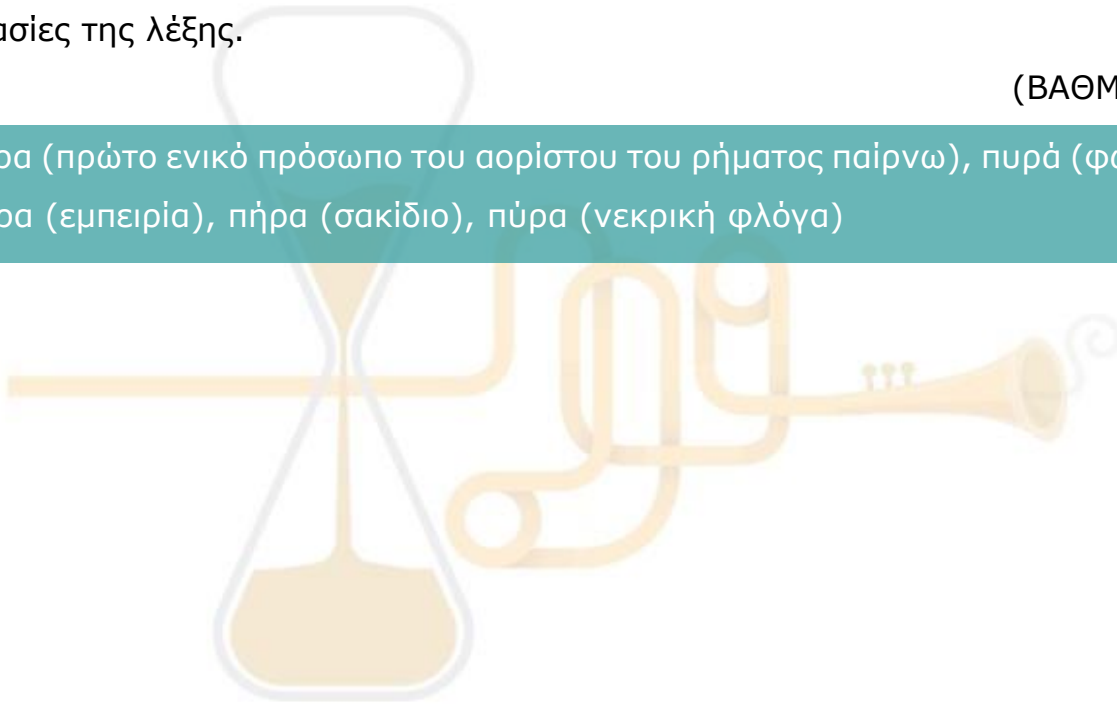 ασίες της λέξης.
(ΒΑΘΜ
ρα (πρώτο ενικό πρόσωπο του αορίστου του ρήματος παίρνω), πυρά (φω
ρα (εμπειρία), πήρα (σακίδιο), πύρα (νεκρική φλόγα)